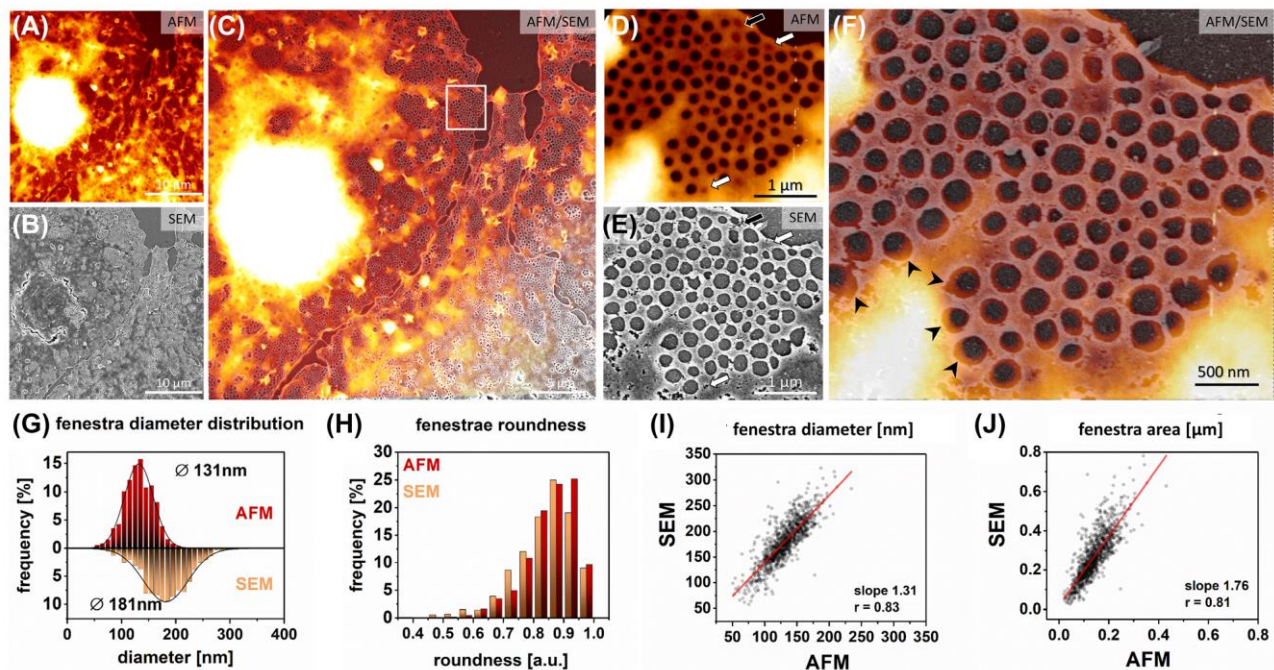 (A) AFM
10 µm
(B) SEM
10 µm
(C) AFM/SEM
5 µm
(D) AFM
1 µm
(E) SEM
1 µm
(F) AFM/SEM
500 nm
(G) fenestra diameter distribution
frequency [%]
15
10
5
0
5
10
Ø 131nm
AFM
SEM
Ø 181nm
0 100 200 300 400
diameter [nm]
(H) fenestrae roundness
frequency [%]
30
25
20
15
10
5
0
AFM
SEM
0.4 0.5 0.6 0.7 0.8 0.9 1.0
roundness [a.u.]
(I) fenestra diameter [nm]
SEM
350
300
250
200
150
100
50
slope 1.31
r = 0.83
50 100 150 200 250 300 350
AFM
(J) fenestra area [µm]
SEM
0.8
0.6
0.4
0.2
0.0
slope 1.76
r = 0.81
0.0 0.2 0.4 0.6 0.8
AFM